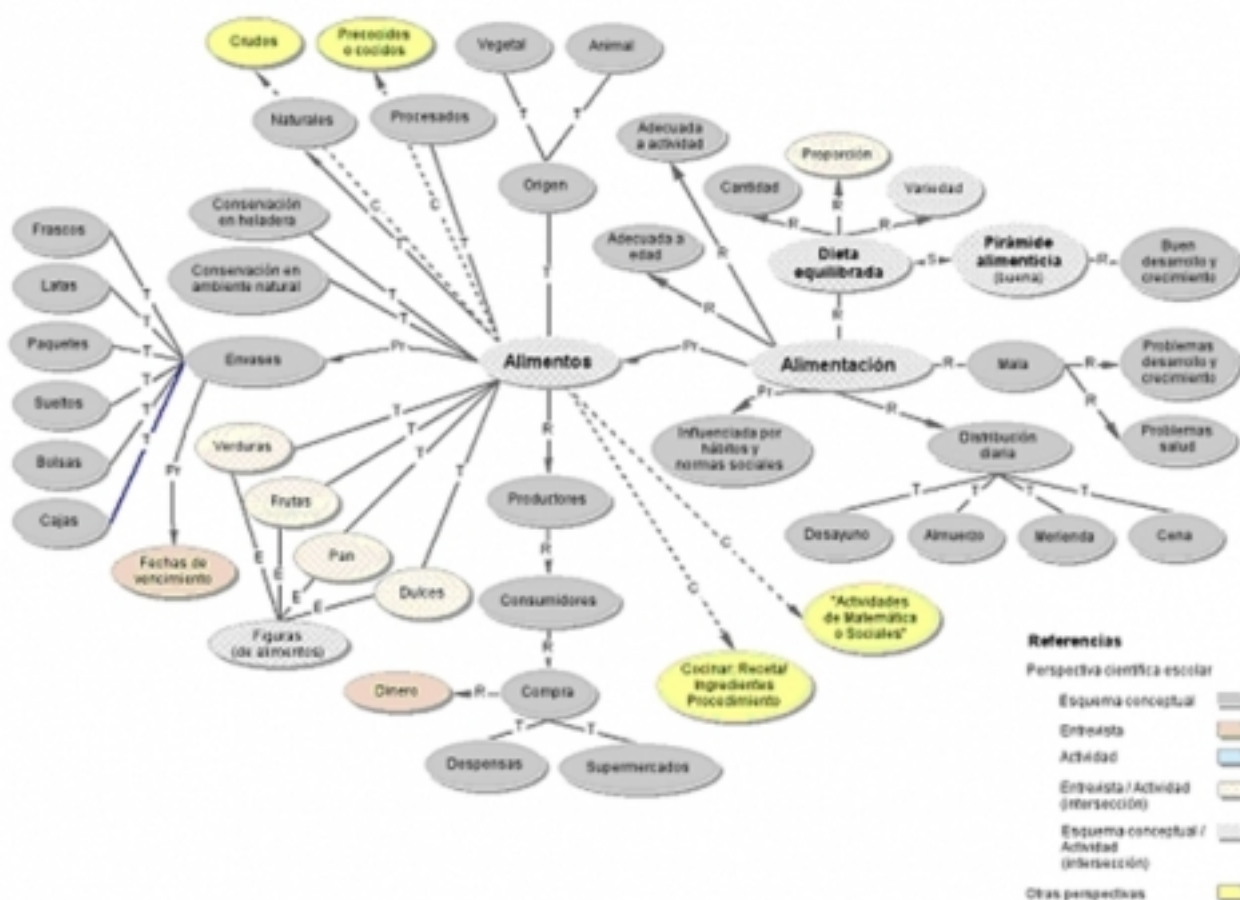 Crudos
Precocidos
o cocidos
Vegetal
Animal
Naturales
Procesados
Adecuada
a actividad
Proporción
Origen
Cantidad
Variedad
Conservación
en heladera
Frascos
Adecuada a
edad
Dieta
equilibrada
Pirámide
alimenticia
(buena)
Buen
desarrollo y
crecimiento
Conservación en
ambiente natural
Latas
Paquetes
Envases
Alimentos
Alimentación
Mala
Problemas
desarrollo y
crecimiento
Sueltos
Verduras
Influenciada por
hábitos y
normas sociales
Distribución
diaria
Problemas
salud
Bolsas
Frutas
Productores
Cajas
Pan
Desayuno
Almuerzo
Merienda
Cena
Fechas de
vencimiento
Dulces
Consumidores
"Actividades
de Matemática
o Sociales"
Figuras
(de alimentos)
Dinero
Compra
Cocinar: Receta/
Ingredientes
Procedimiento
Despensas
Supermercados
Referencias
Perspectiva científica escolar
Esquema conceptual
Entrevista
Actividad
Entrevista / Actividad
(intersección)
Esquema conceptual /
Actividad
(intersección)
Otras perspectivas